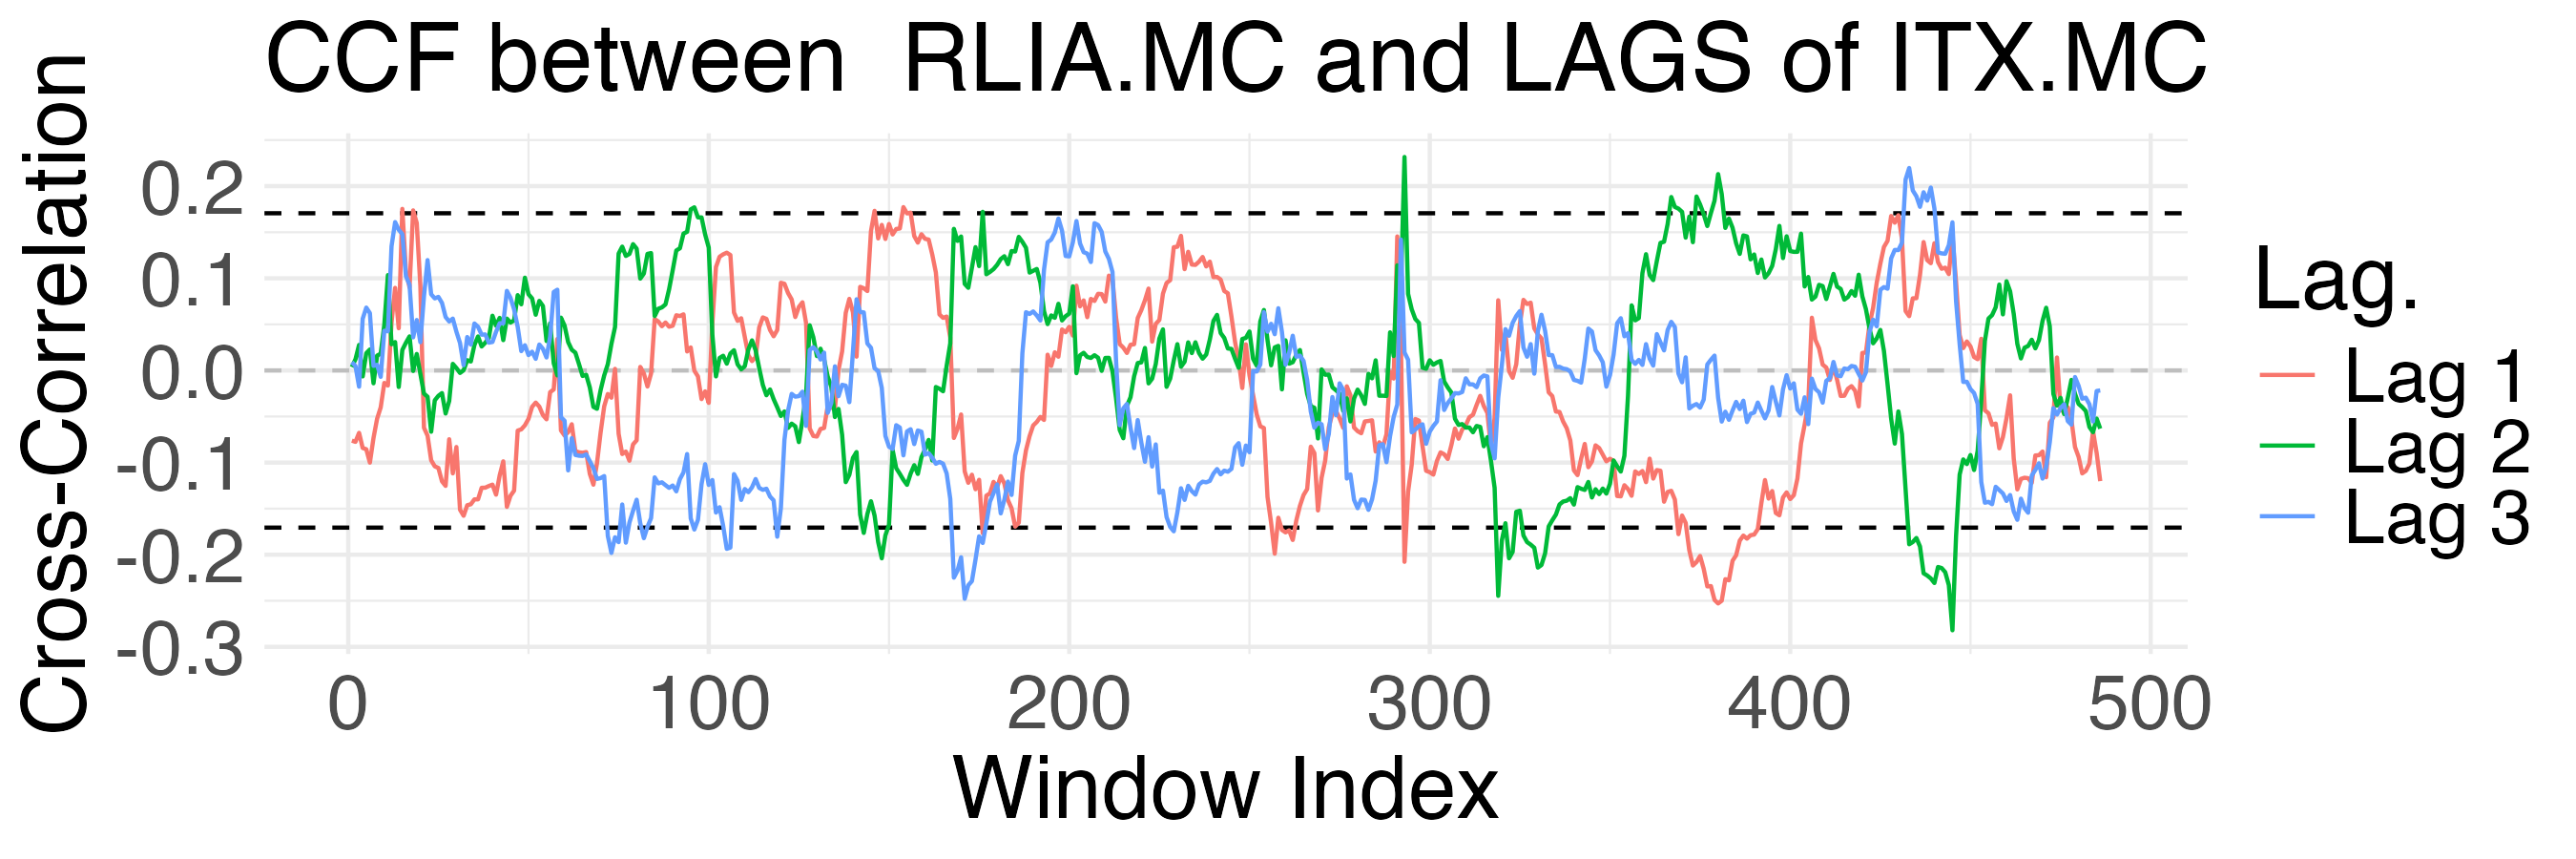 CCF between  RLIA.MC and LAGS of ITX.MC
Cross-Correlation
0.2
0.1
0.0
-0.1
-0.2
-0.3
0 100 200 300 400 500
Window Index
Lag.
Lag 1
Lag 2
Lag 3